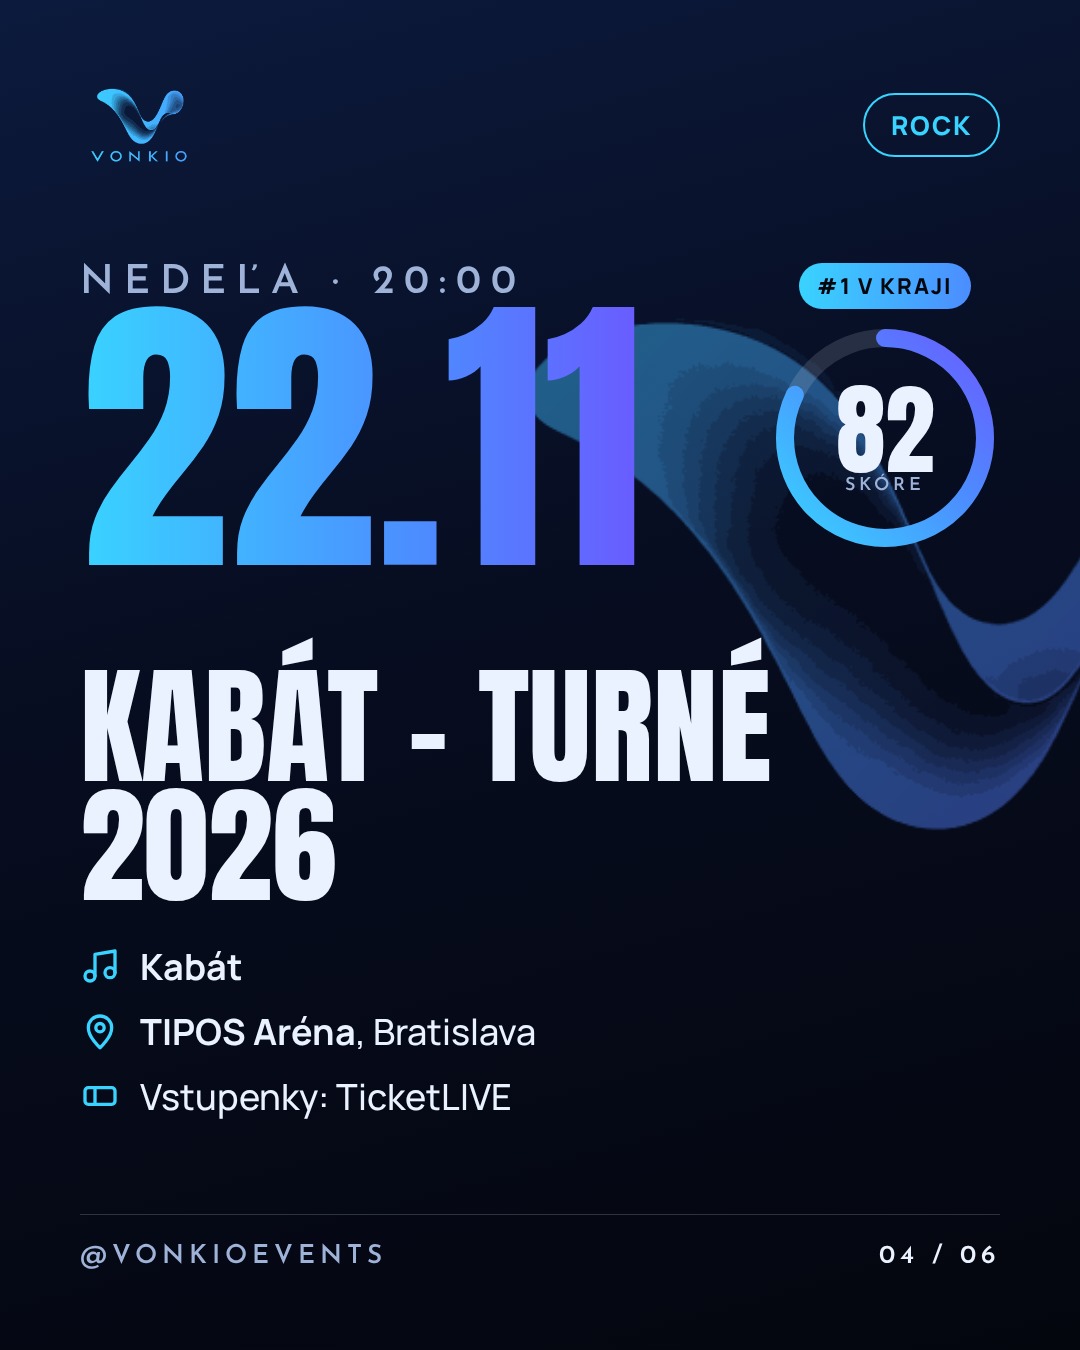 VONKIO
ROCK
NEDEĽA · 20:00
#1 V KRAJI
22.11
82
SKÓRE
KABÁT - TURNÉ
2026
Kabát
TIPOS Aréna, Bratislava
Vstupenky: TicketLIVE
@VONKIOEVENTS
04 / 06